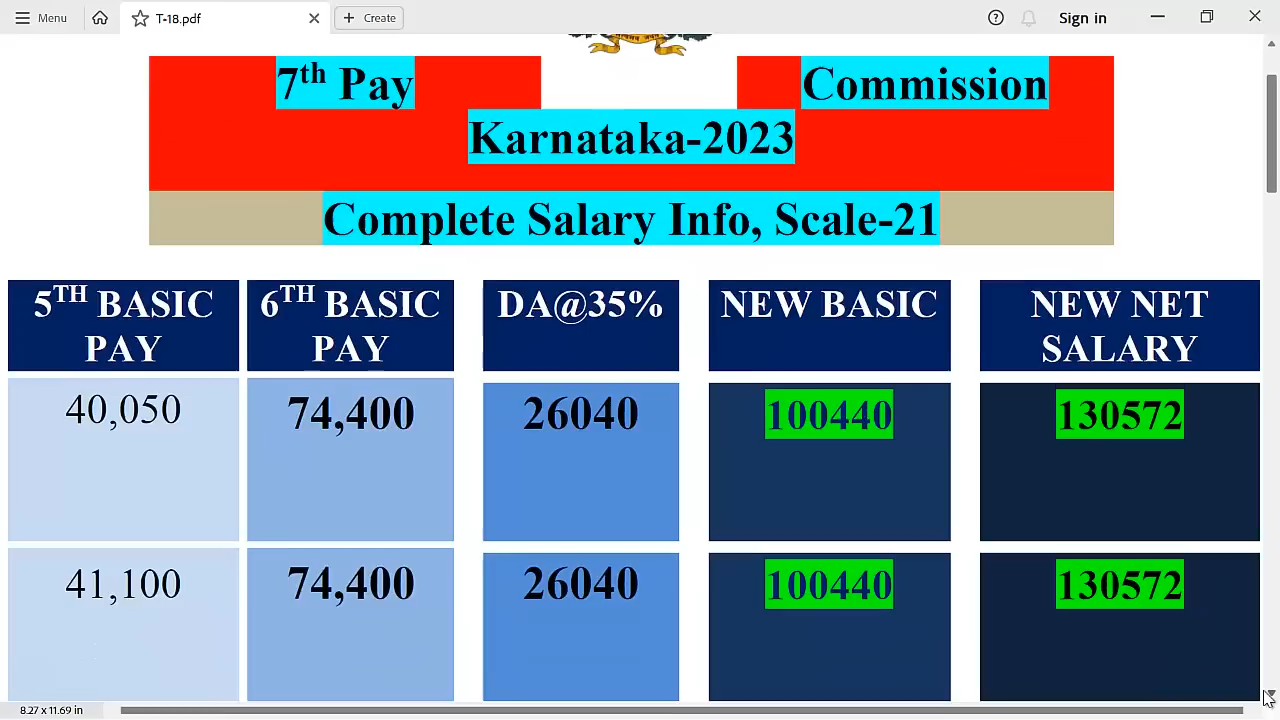 Menu
T-18.pdf
Create
Sign in
7th Pay Commission
Karnataka-2023
Complete Salary Info, Scale-21
5TH BASIC PAY 6TH BASIC PAY DA@35% NEW BASIC NEW NET SALARY
40,050 74,400 26040 100440 130572
41,100 74,400 26040 100440 130572
8.27 x 11.69 in